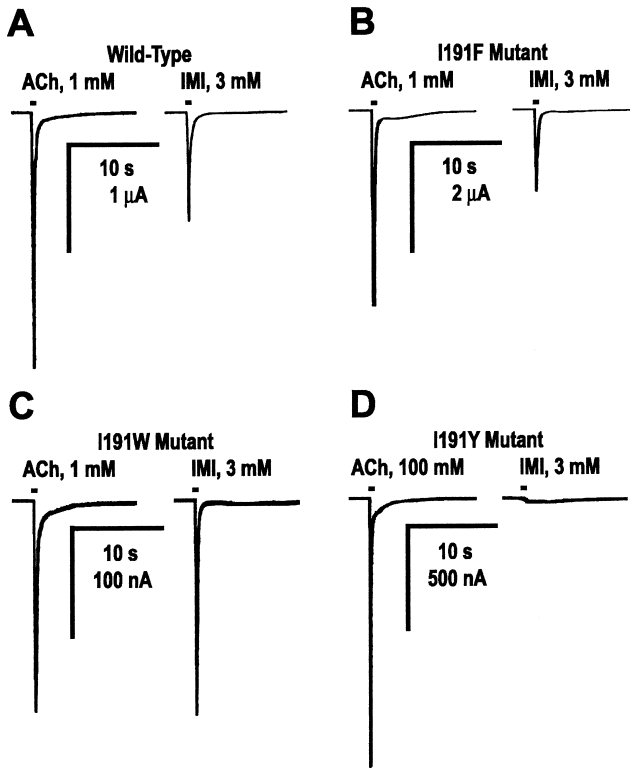 A
Wild-Type
ACh, 1 mM
IMI, 3 mM
10 s
1 μA
B
I191F Mutant
ACh, 1 mM
IMI, 3 mM
10 s
2 μA
C
I191W Mutant
ACh, 1 mM
IMI, 3 mM
10 s
100 nA
D
I191Y Mutant
ACh, 100 mM
IMI, 3 mM
10 s
500 nA